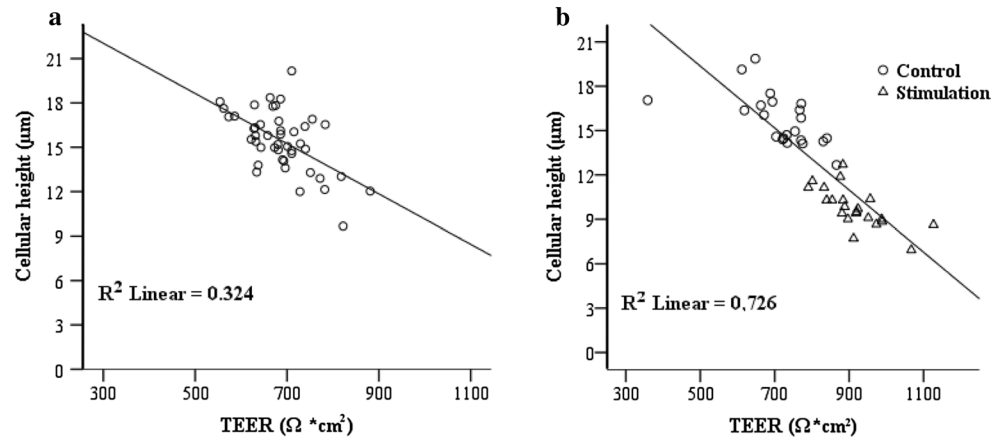 a
21
18
15
12
9
6
3
0
Cellular height (μm)
R² Linear = 0.324
300 500 700 900 1100
TEER (Ω *cm²)
b
21
18
15
12
9
6
3
0
Cellular height (μm)
Control
Stimulation
R² Linear = 0,726
300 500 700 900 1100
TEER (Ω*cm²)